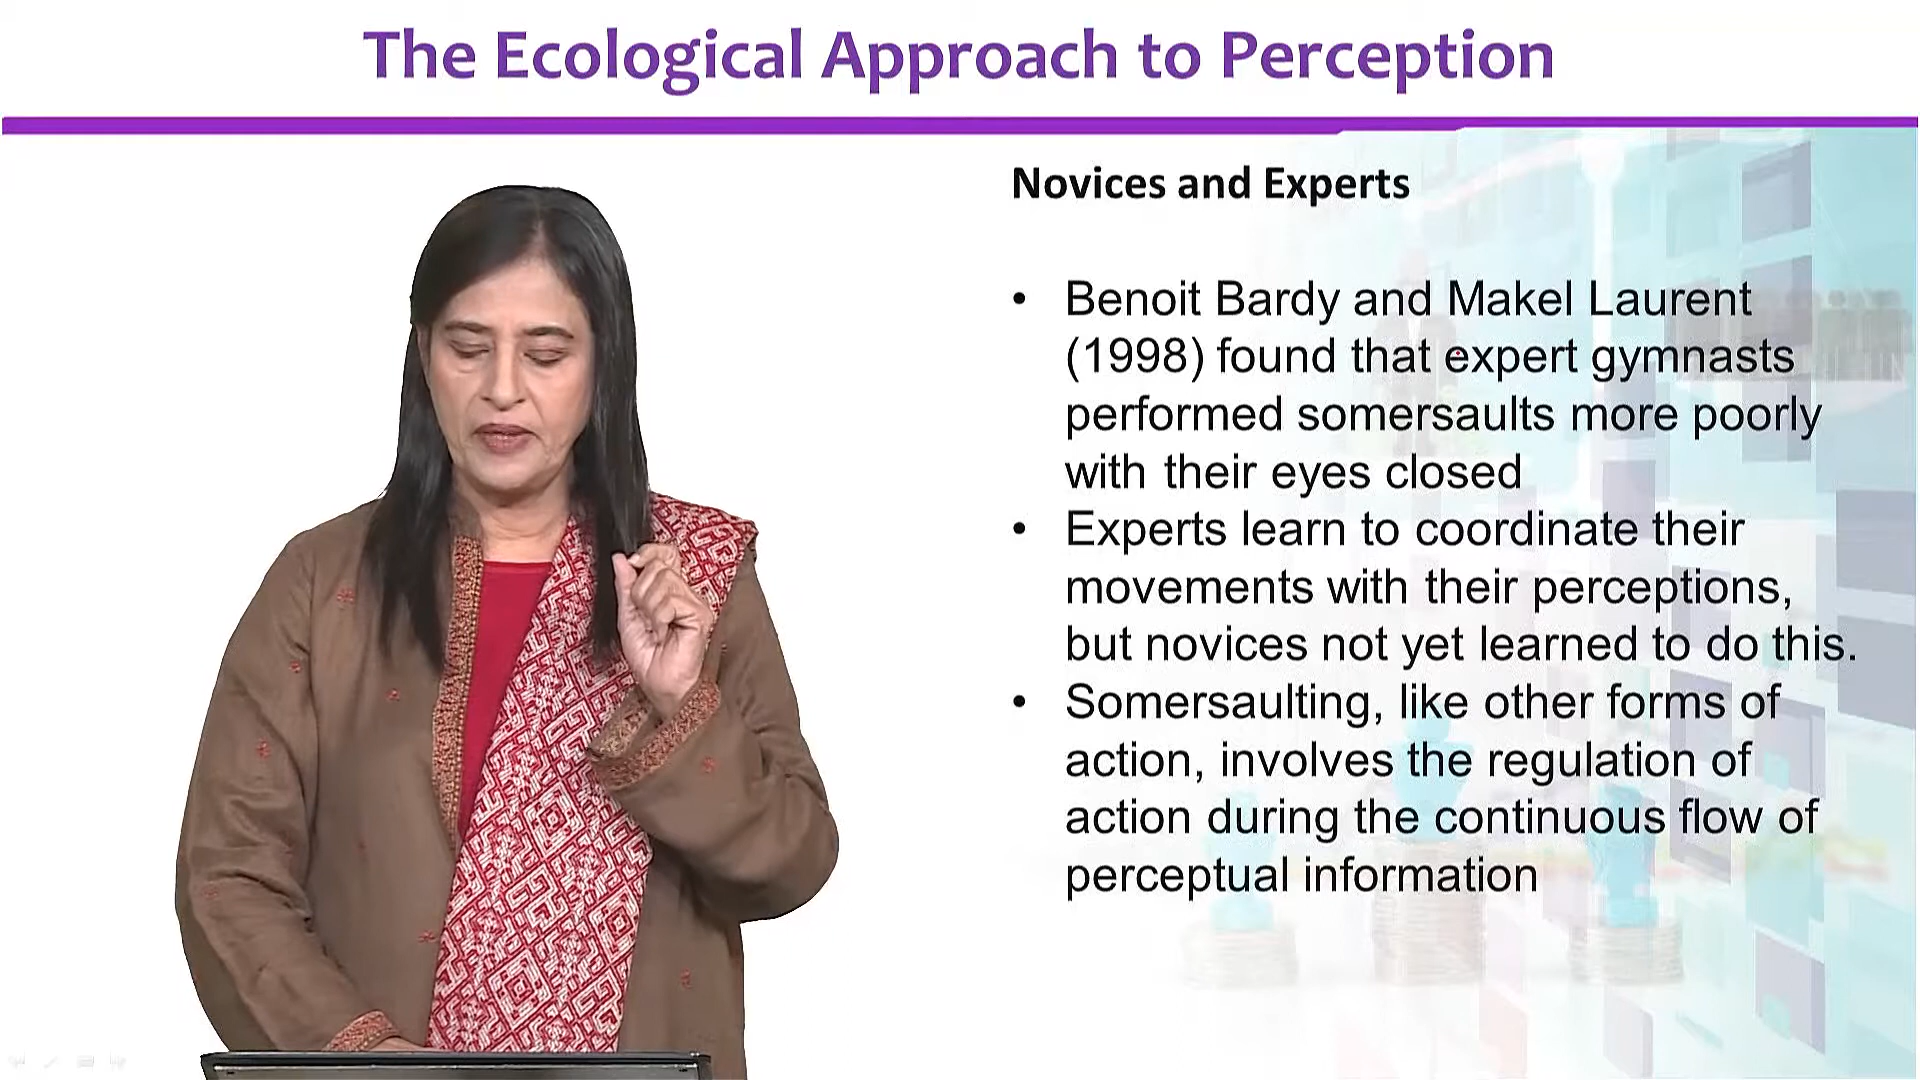 The Ecological Approach to Perception
Novices and Experts
• Benoit Bardy and Makel Laurent
(1998) found that expert gymnasts
performed somersaults more poorly
with their eyes closed
• Experts learn to coordinate their
movements with their perceptions,
but novices not yet learned to do this.
• Somersaulting, like other forms of
action, involves the regulation of
action during the continuous flow of
perceptual information